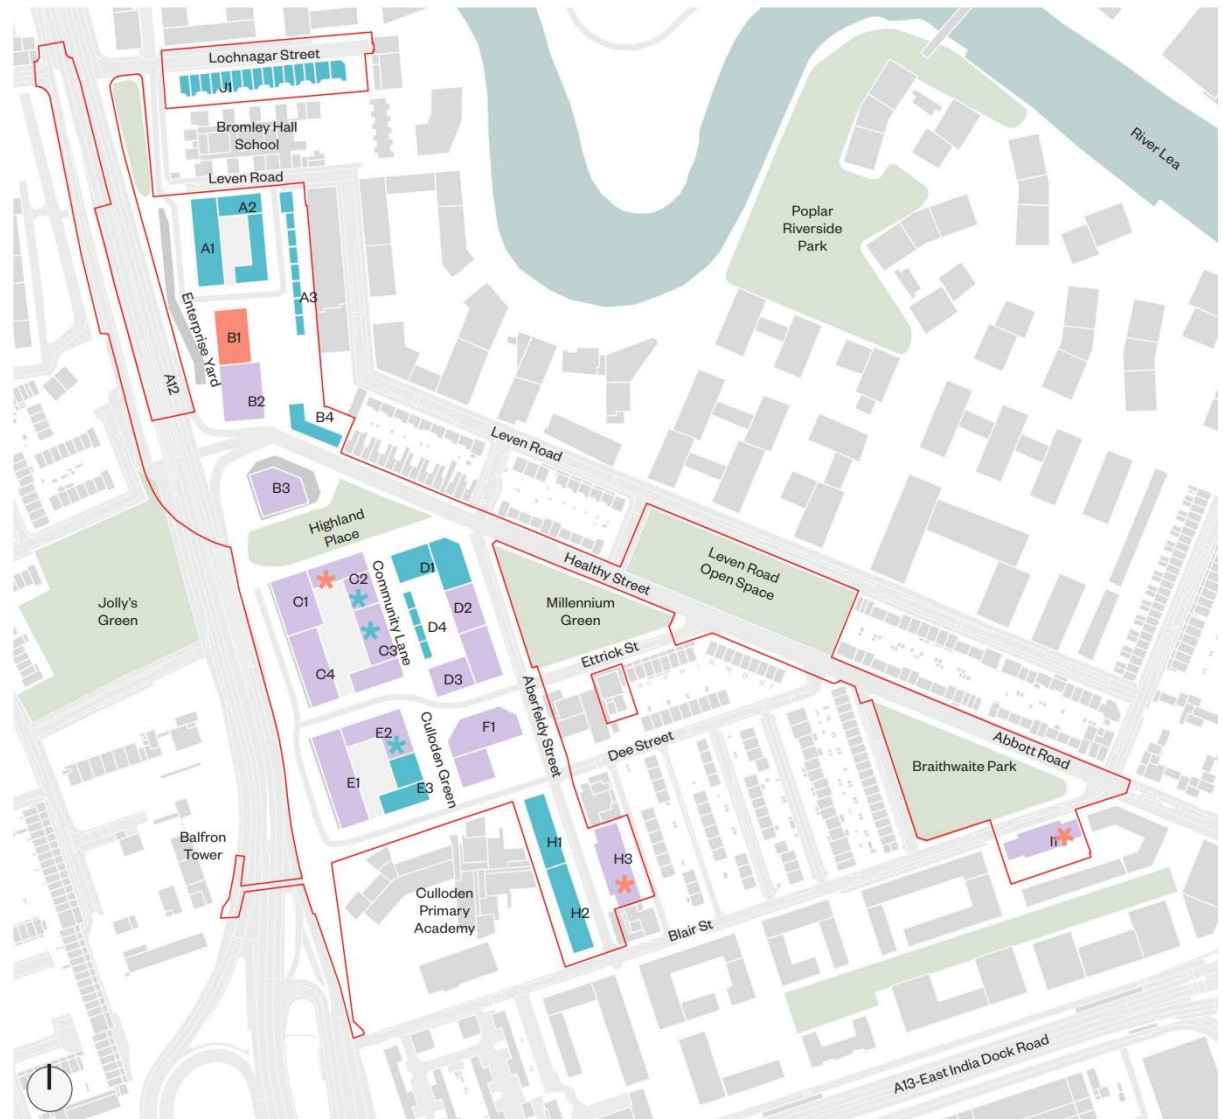 Lochnagar Street
J1
Bromley Hall
School
Leven Road
River Lea
Poplar
Riverside
Park
A2
A1
A3
Enterprise Yard
B1
A12
B2
B4
Leven Road
B3
Highland
Place
Healthy Street
Leven Road
Open Space
Jolly's
Green
C2
C1
Community Lane
D1
Millennium
Green
D2
D4
C3
C4
D3
Ettrick St
Aberfeldy Street
E2
Culloden Green
F1
Dee Street
Abbott Road
Braithwaite Park
E1
E3
Balfron
Tower
H1
H3
I1
Culloden
Primary
Academy
H2
Blair St
A13-East India Dock Road